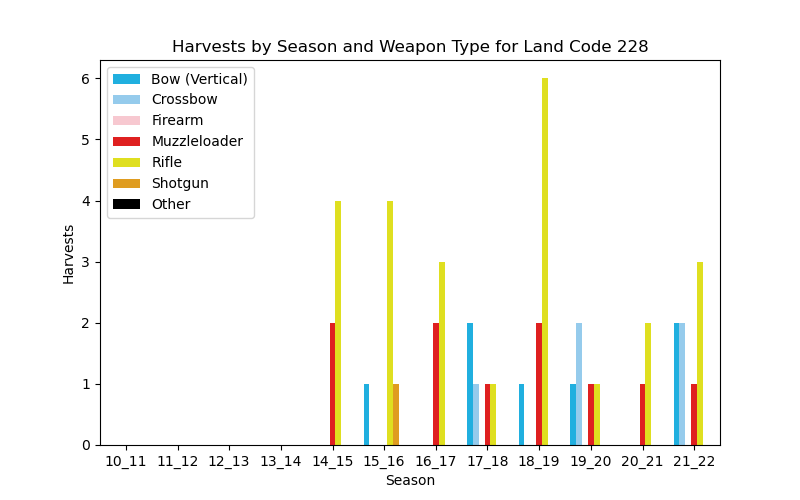 Harvests by Season and Weapon Type for Land Code 228
Bow (Vertical)
Crossbow
Firearm
Muzzleloader
Rifle
Shotgun
Other
Harvests
6
5
4
3
2
1
0
10_11 11_12 12_13 13_14 14_15 15_16 16_17 17_18 18_19 19_20 20_21 21_22
Season